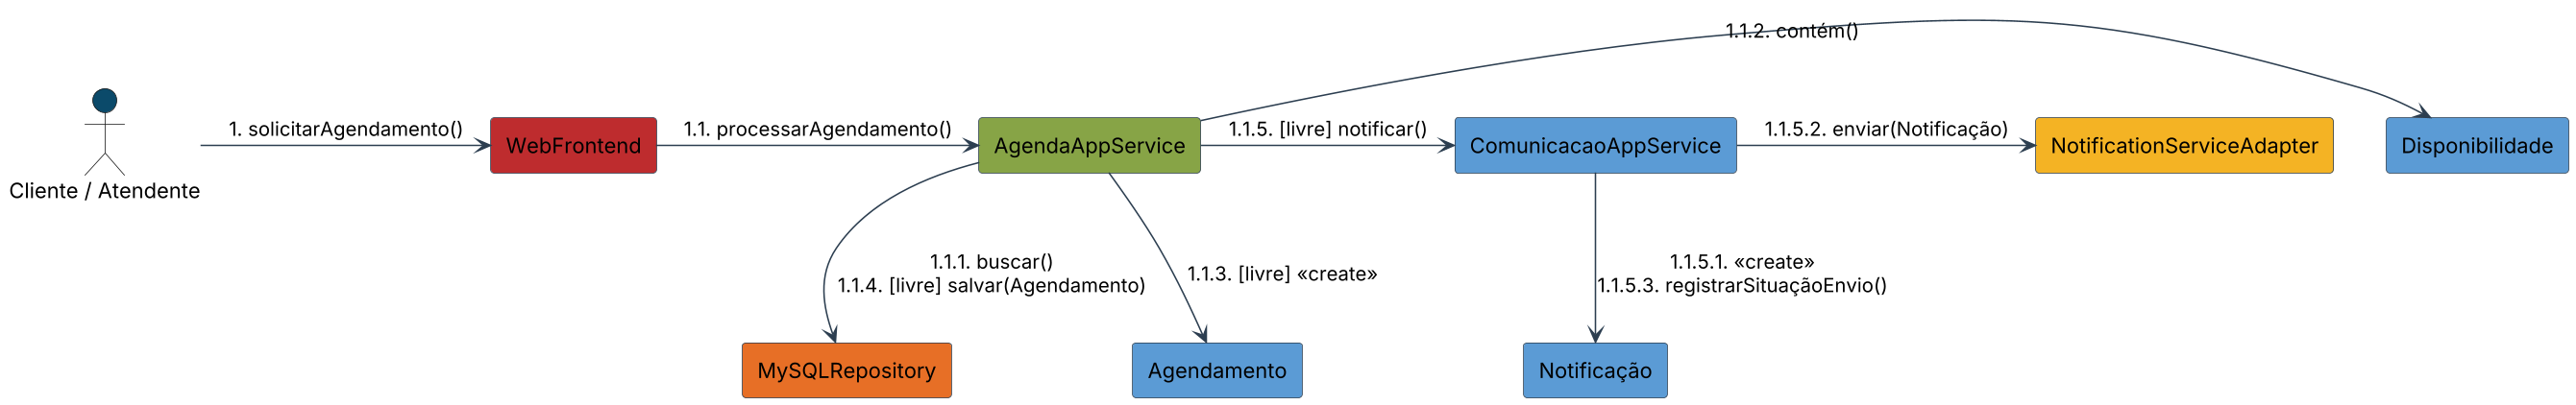 1.1.2. contém()
1. solicitarAgendamento()
1.1. processarAgendamento()
1.1.5. [livre] notificar()
1.1.5.2. enviar(Notificação)
WebFrontend
AgendaAppService
ComunicacaoAppService
NotificationServiceAdapter
Disponibilidade
Cliente / Atendente
1.1.1. buscar()
1.1.4. [livre] salvar(Agendamento)
1.1.3. [livre] «create»
1.1.5.1. «create»
1.1.5.3. registrarSituaçãoEnvio()
MySQLRepository
Agendamento
Notificação